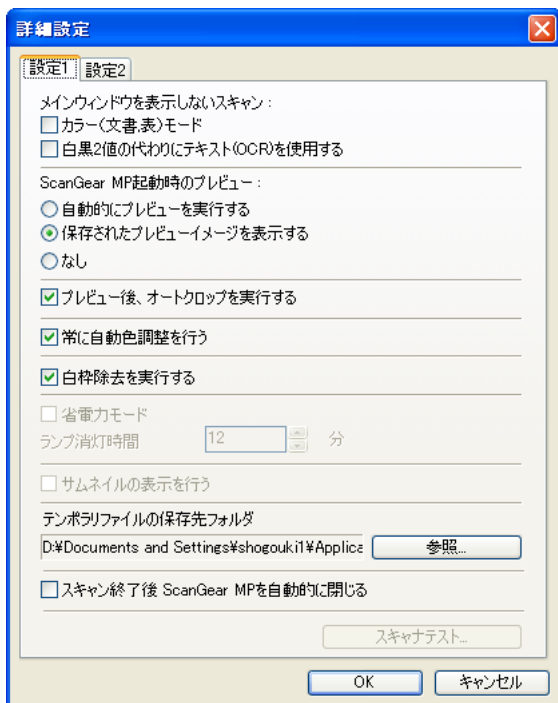 詳細設定
設定1 設定2
メインウィンドウを表示しないスキャン：
カラー(文書,表)モード
白黒2値の代わりにテキスト(OCR)を使用する
ScanGear MP起動時のプレビュー：
自動的にプレビューを実行する
保存されたプレビューイメージを表示する
なし
プレビュー後、オートクロップを実行する
常に自動色調整を行う
白枠除去を実行する
省電力モード
ランプ消灯時間 12 分
サムネイルの表示を行う
テンポラリファイルの保存先フォルダ
D:¥Documents and Settings¥shogouki1¥Applica 参照...
スキャン終了後 ScanGear MPを自動的に閉じる
スキャナテスト...
OK キャンセル